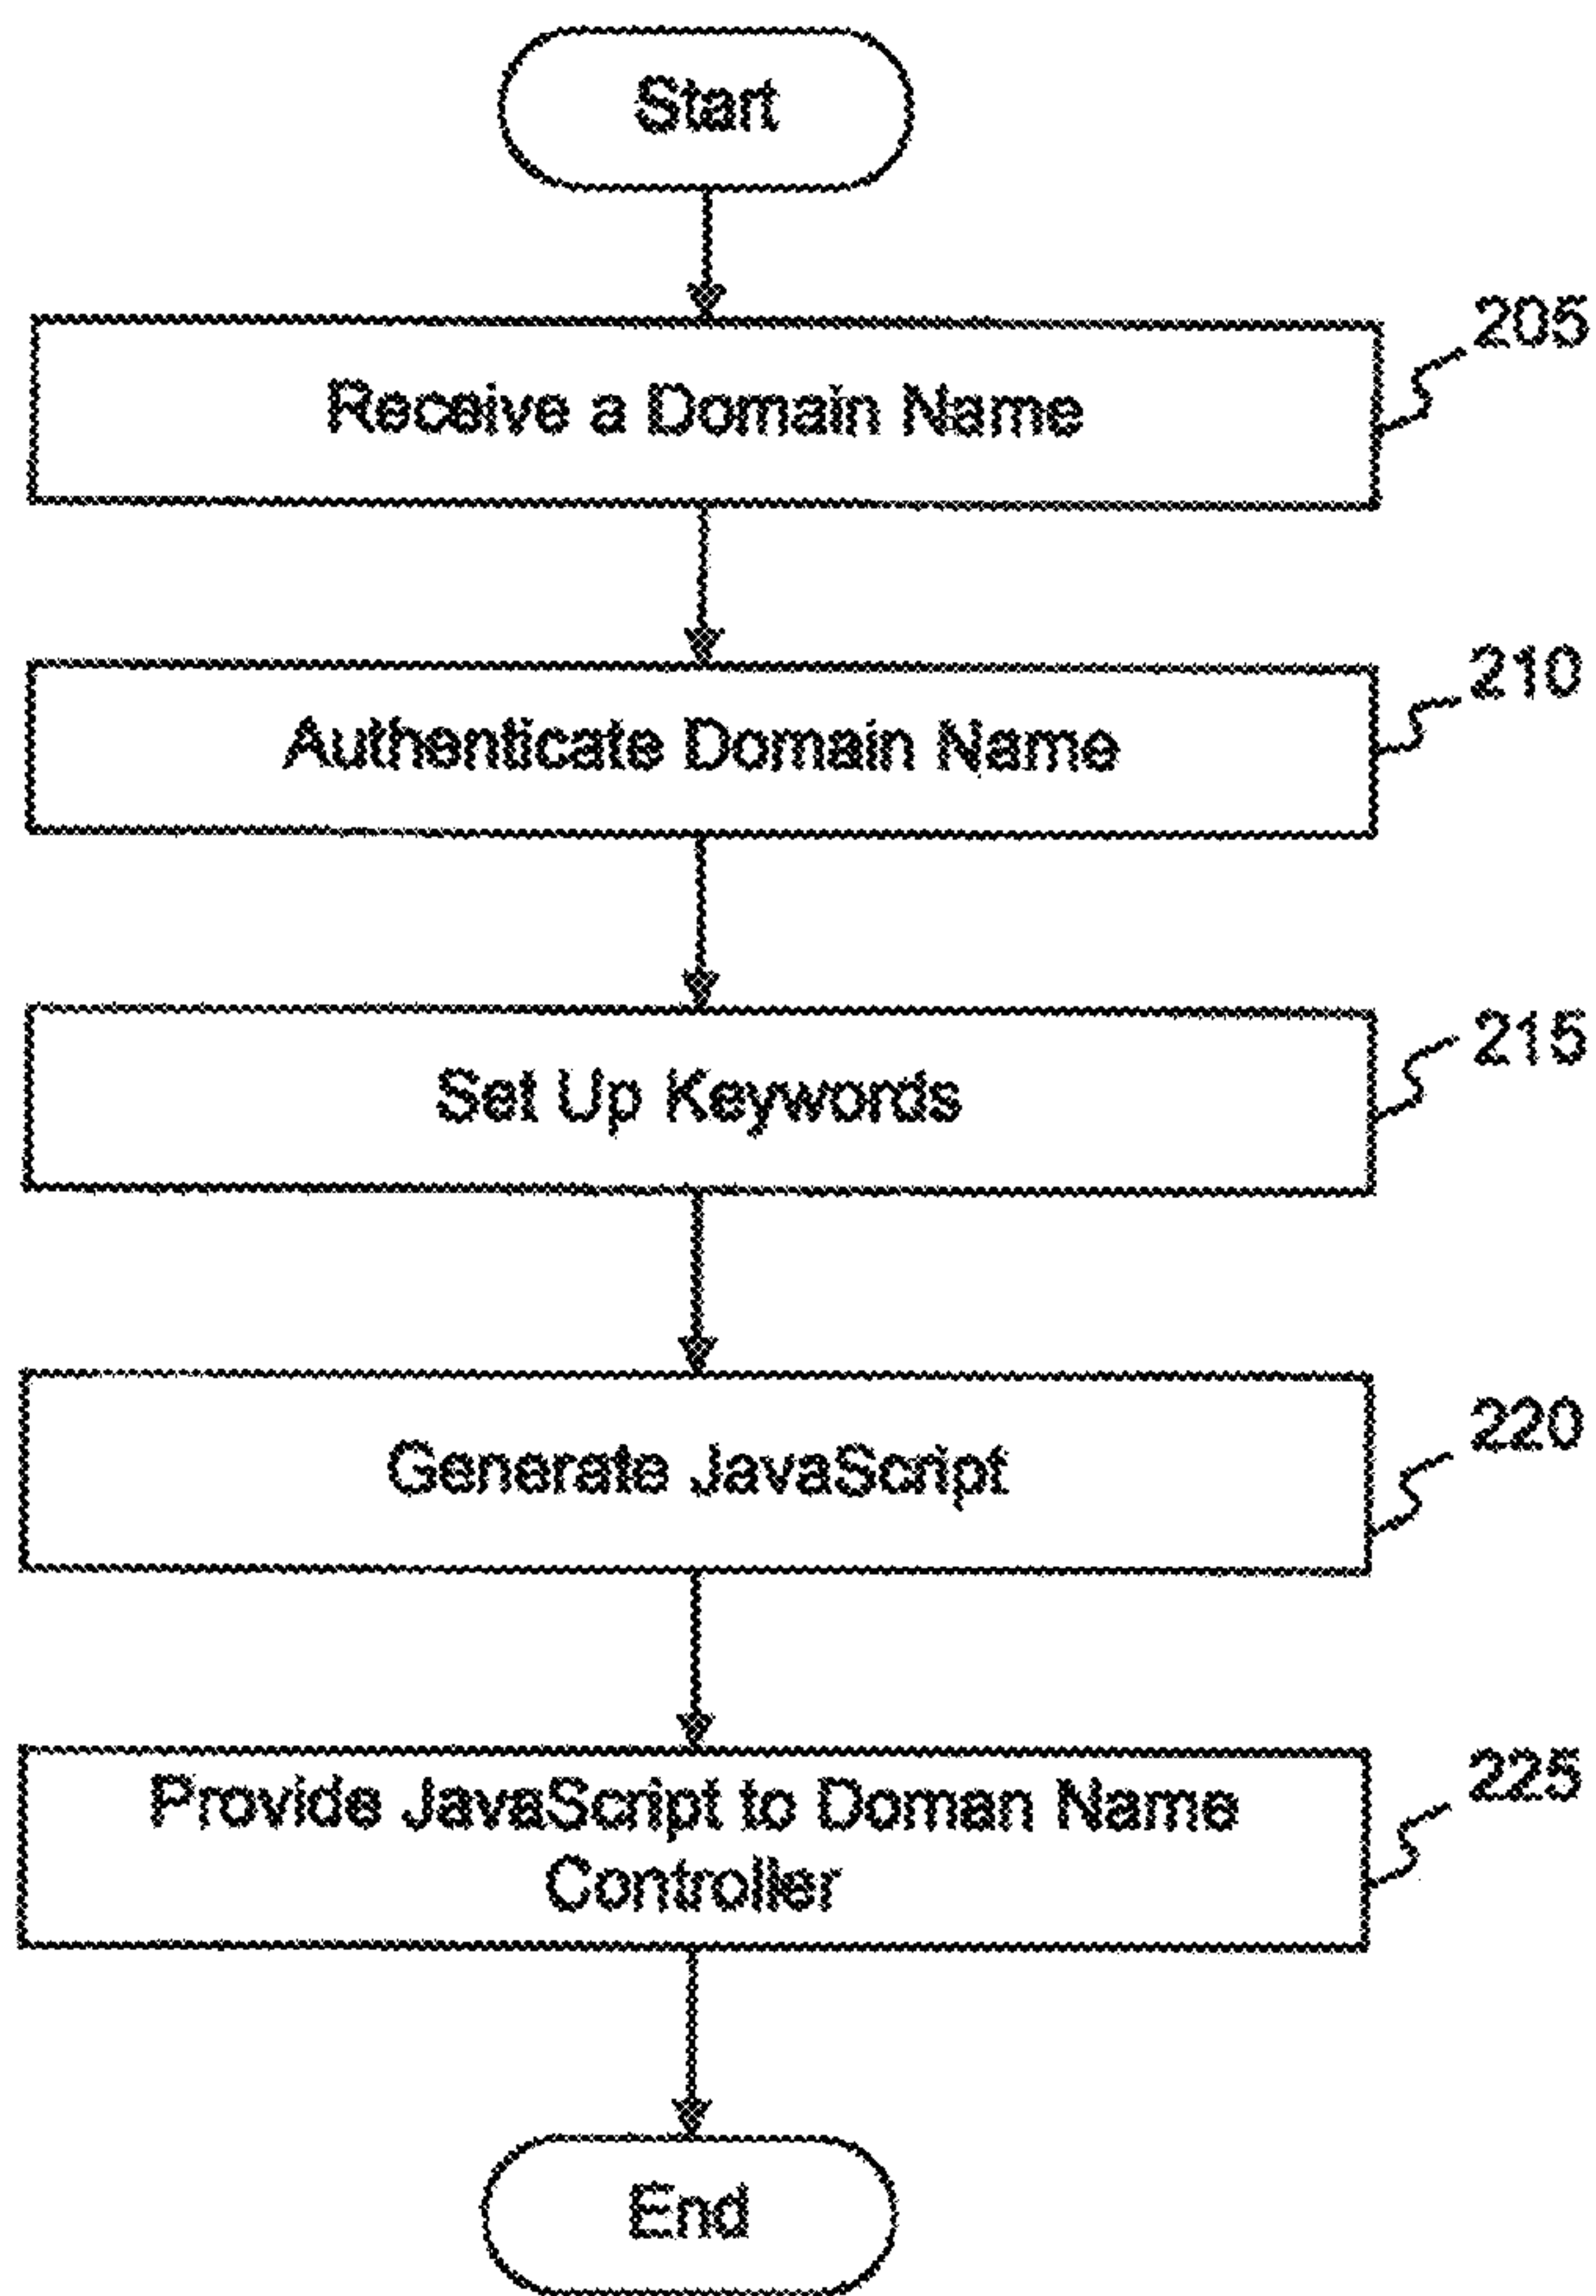 Start
Receive a Domain Name
205
Authenticate Domain Name
210
Set Up Keywords
215
Generate JavaScript
220
Provide JavaScript to Doman Name
Controller
225
End